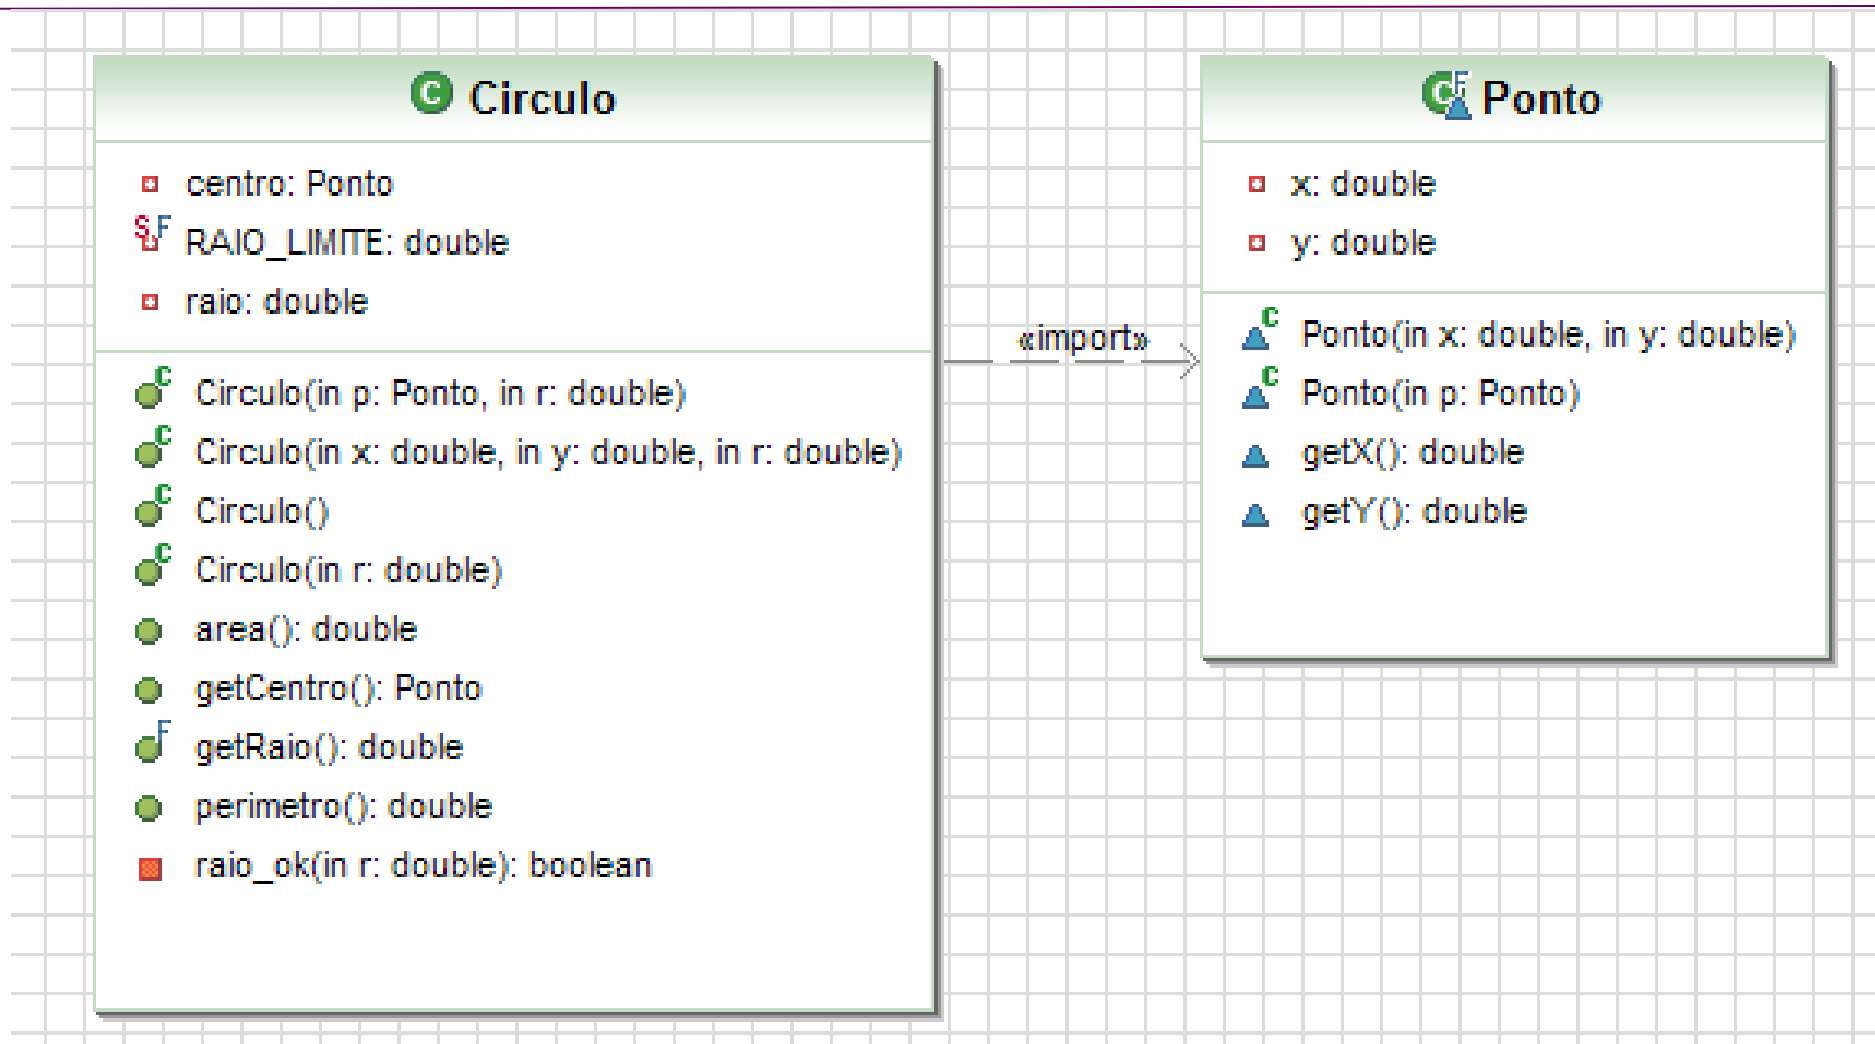 Circulo
centro: Ponto
RAIO_LIMITE: double
raio: double
Circulo(in p: Ponto, in r: double)
Circulo(in x: double, in y: double, in r: double)
Circulo()
Circulo(in r: double)
area(): double
getCentro(): Ponto
getRaio(): double
perimetro(): double
raio_ok(in r: double): boolean
«import»
Ponto
x: double
y: double
Ponto(in x: double, in y: double)
Ponto(in p: Ponto)
getX(): double
getY(): double